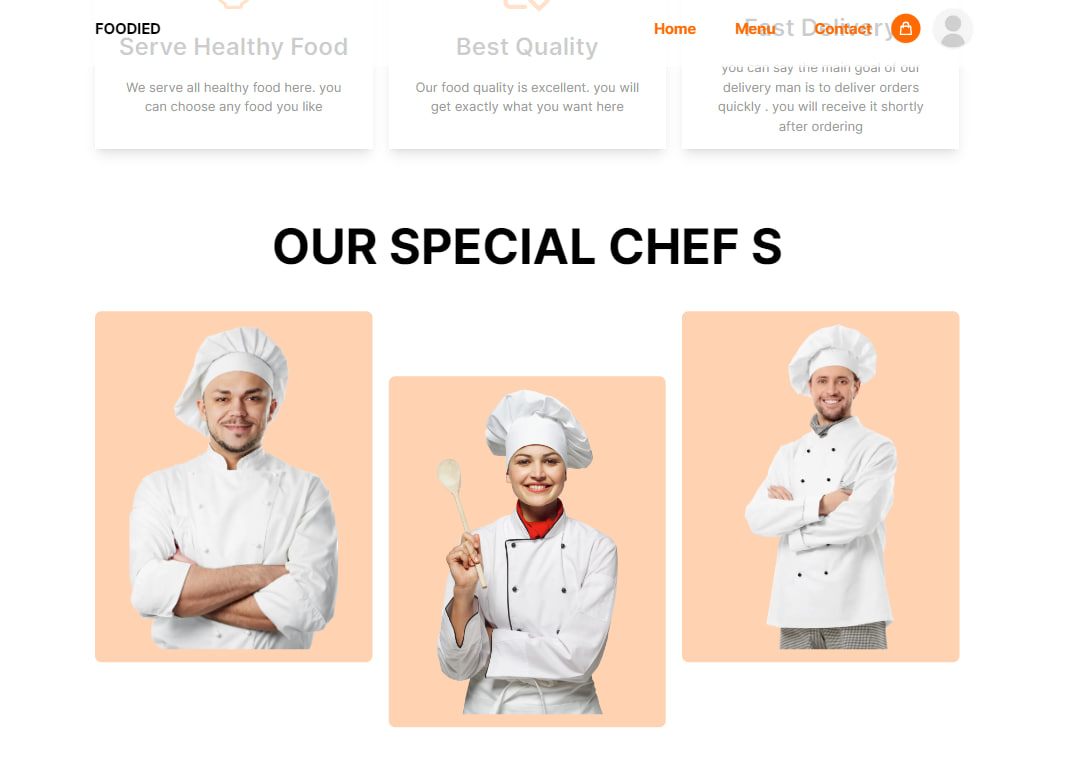 FOODIED
Home
Menu
Contact
Serve Healthy Food
Best Quality
Fast Delivery
We serve all healthy food here. you
can choose any food you like
Our food quality is excellent. you will
get exactly what you want here
you can say the main goal of our
delivery man is to deliver orders
quickly . you will receive it shortly
after ordering
OUR SPECIAL CHEF S